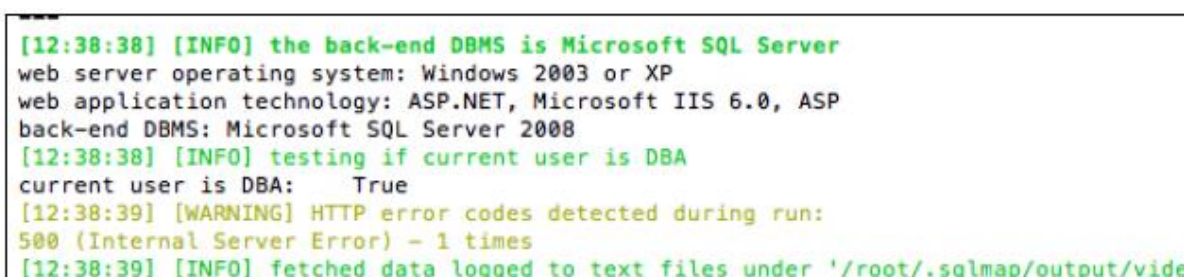 [12:38:38] [INFO] the back-end DBMS is Microsoft SQL Server
web server operating system: Windows 2003 or XP
web application technology: ASP.NET, Microsoft IIS 6.0, ASP
back-end DBMS: Microsoft SQL Server 2008
[12:38:38] [INFO] testing if current user is DBA
current user is DBA:    True
[12:38:39] [WARNING] HTTP error codes detected during run:
500 (Internal Server Error) - 1 times
[12:38:39] [INFO] fetched data logged to text files under '/root/.sqlmap/output/vide